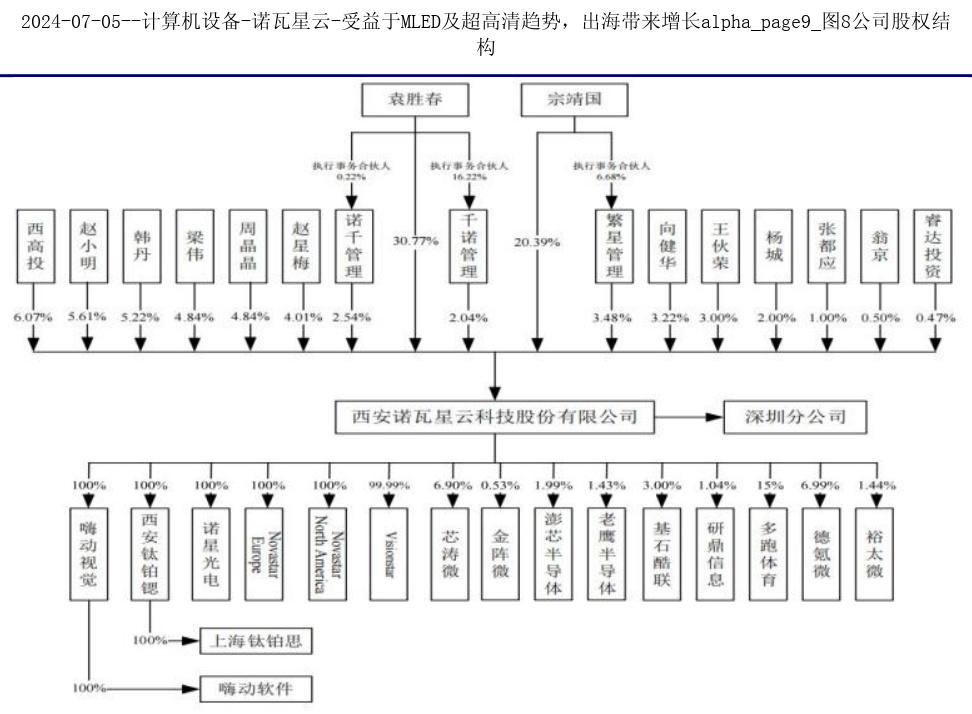 2024-07-05--计算机设备-诺瓦星云-受益于MLED及超高清趋势，出海带来增长alpha_page9_图8公司股权结
构
袁胜春
宗靖国
执行事务合伙人
0.22%
执行事务合伙人
16.22%
执行事务合伙人
6.68%
西高投
赵小明
韩丹
梁伟
周晶晶
赵星梅
诺千管理
30.77%
千诺管理
20.39%
繁星管理
向健华
王伙荣
杨城
张都应
翁京
睿达投资
6.07%
5.61%
5.22%
4.84%
4.84%
4.01%
2.54%
2.04%
3.48%
3.22%
3.00%
2.00%
1.00%
0.50%
0.47%
西安诺瓦星云科技股份有限公司
深圳分公司
100%
100%
100%
100%
100%
99.99%
6.90%
0.53%
1.99%
1.43%
3.00%
1.04%
15%
6.99%
1.44%
嗨动视觉
西安钛铂锶
诺星光电
Novastar
Europe
Novastar
North America
Visionstar
芯涛微
金阵微
澎芯半导体
老鹰半导体
基石酷联
研鼎信息
多跑体育
德氪微
裕太微
100%
上海钛铂思
100%
嗨动软件